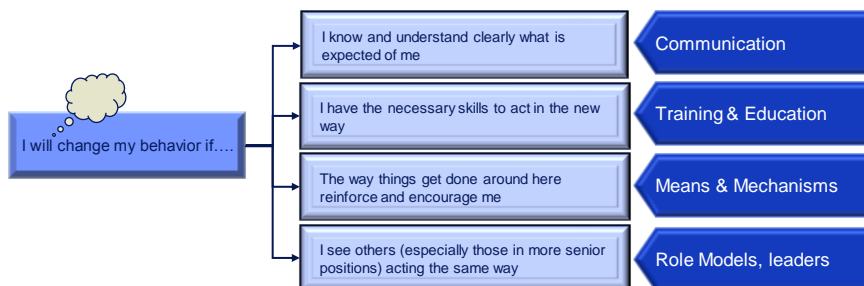 I will change my behavior if….
I know and understand clearly what is
expected of me
Communication
I have the necessary skills to act in the new
way
Training & Education
The way things get done around here
reinforce and encourage me
Means & Mechanisms
I see others (especially those in more senior
positions) acting the same way
Role Models, leaders